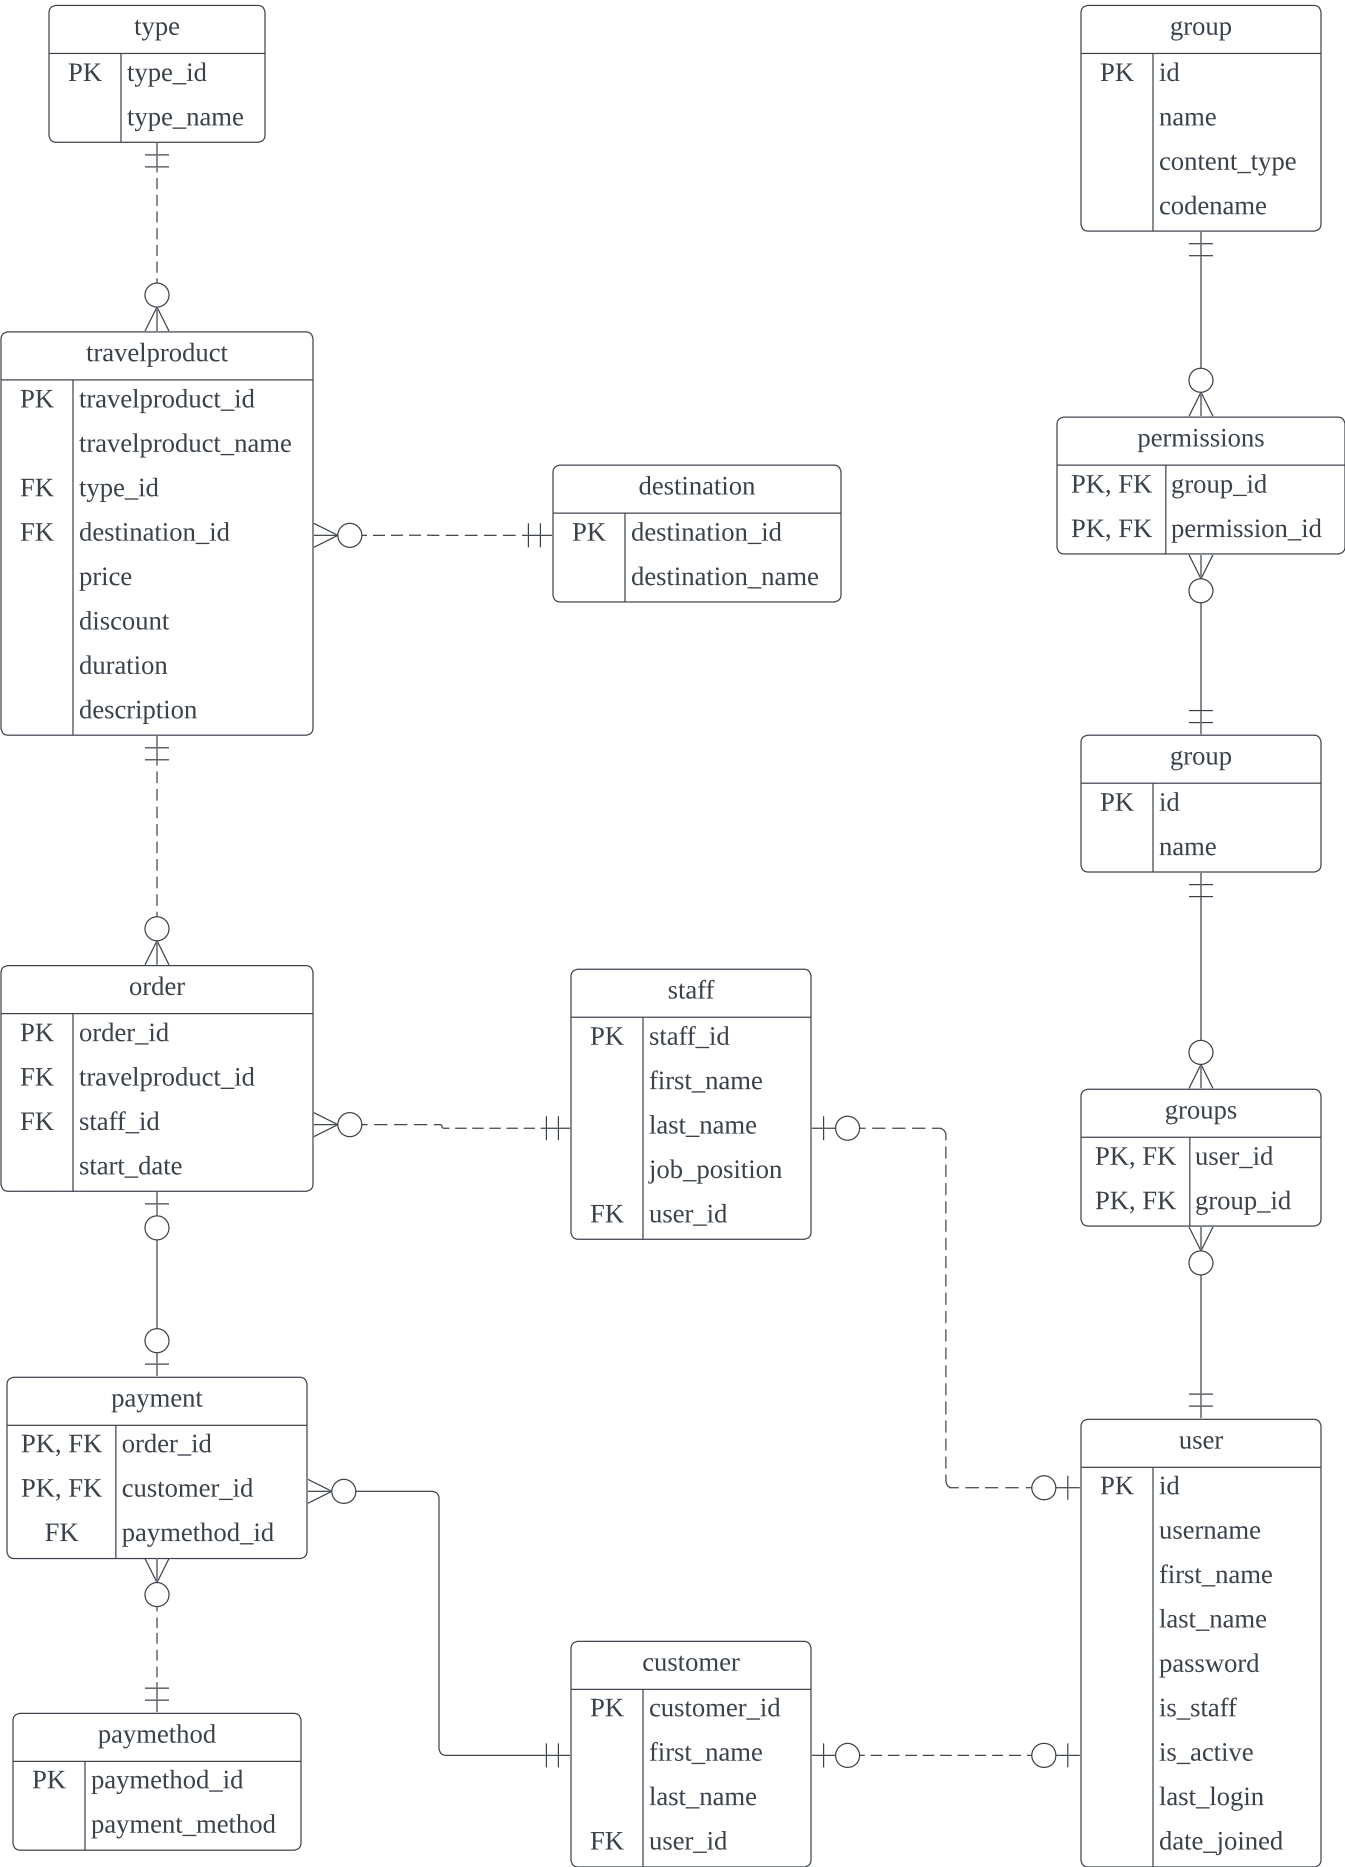 type
PK type_id
type_name
group
PK id
name
content_type
codename
travelproduct
PK travelproduct_id
travelproduct_name
FK type_id
FK destination_id
price
discount
duration
description
destination
PK destination_id
destination_name
permissions
PK, FK group_id
PK, FK permission_id
group
PK id
name
order
PK order_id
FK travelproduct_id
FK staff_id
start_date
staff
PK staff_id
first_name
last_name
job_position
FK user_id
groups
PK, FK user_id
PK, FK group_id
payment
PK, FK order_id
PK, FK customer_id
FK paymethod_id
user
PK id
username
first_name
last_name
password
is_staff
is_active
last_login
date_joined
paymethod
PK paymethod_id
payment_method
customer
PK customer_id
first_name
last_name
FK user_id